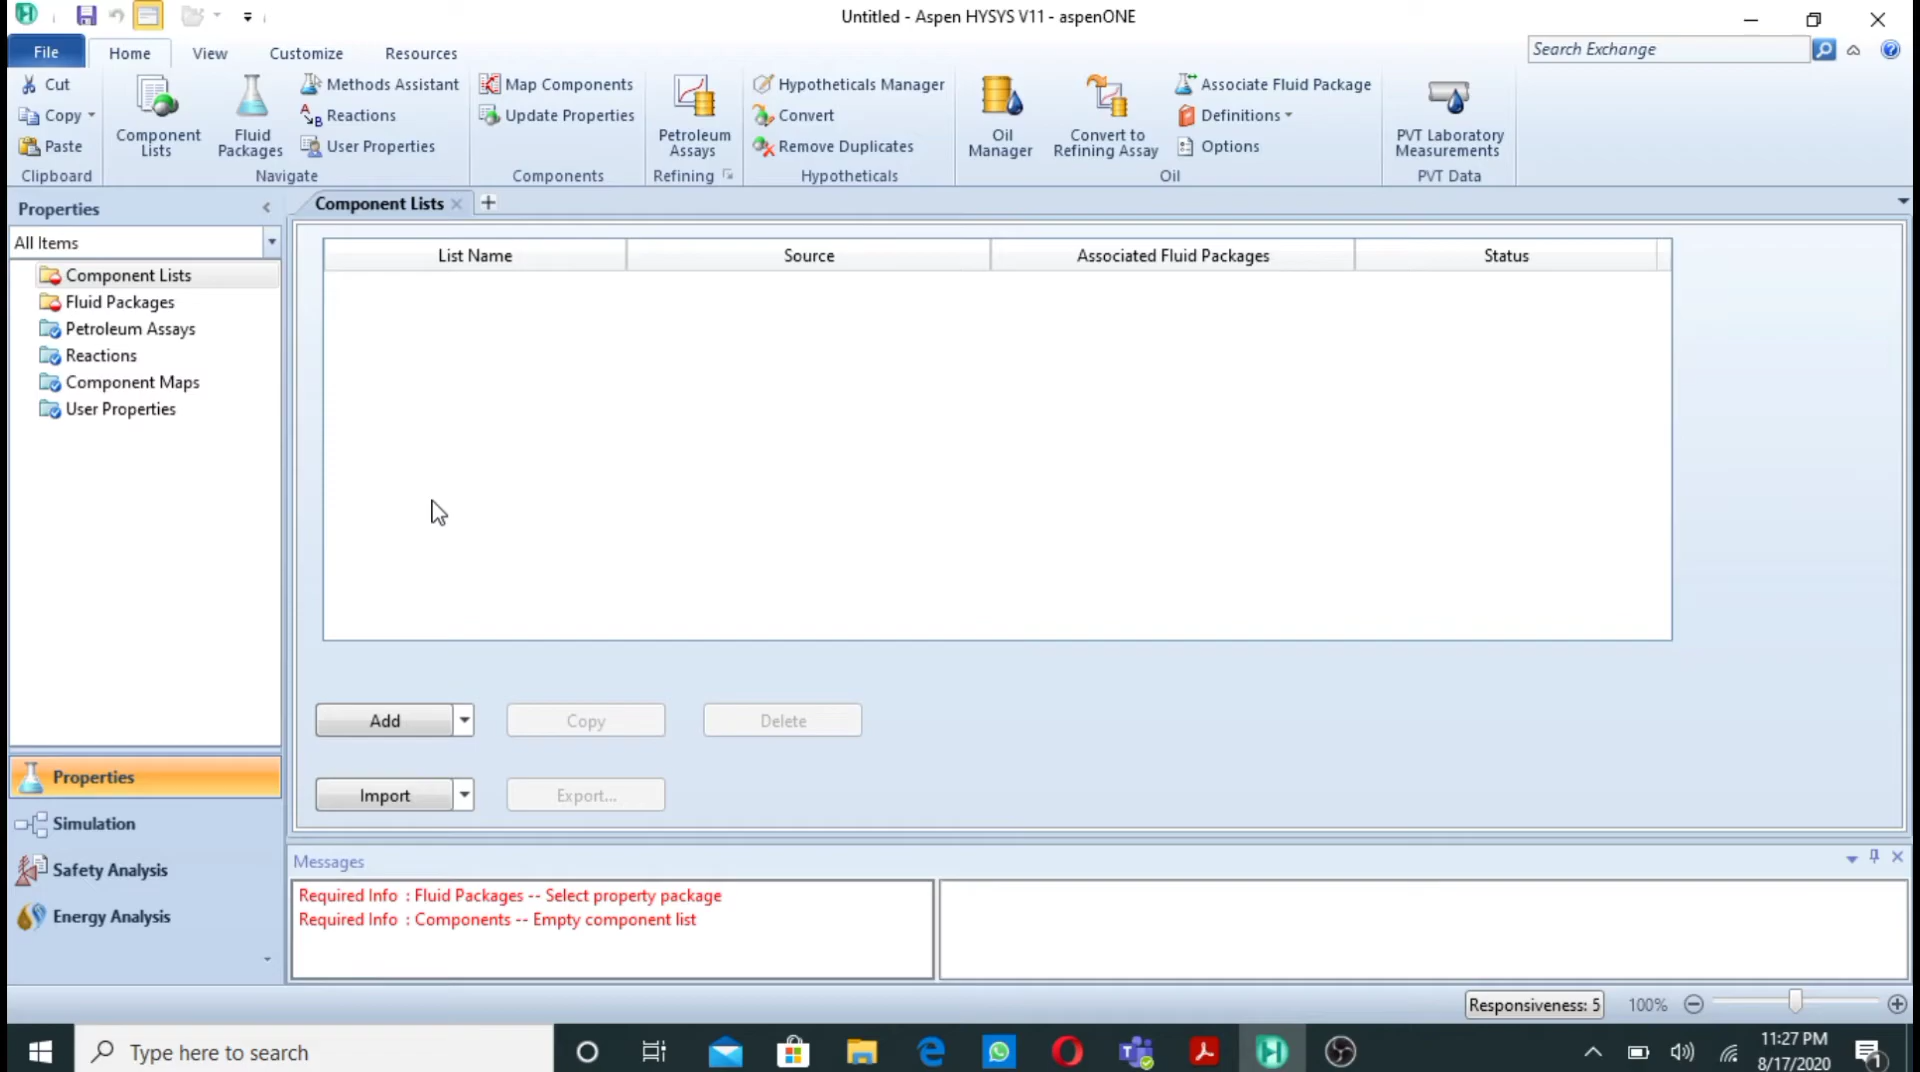 Untitled - Aspen HYSYS V11 - aspenONE
File
Home
View
Customize
Resources
Search Exchange
Cut
Copy
Paste
Clipboard
Component
Lists
Fluid
Packages
Methods Assistant
Reactions
User Properties
Navigate
Map Components
Update Properties
Components
Petroleum
Assays
Refining
Hypotheticals Manager
Convert
Remove Duplicates
Hypotheticals
Oil
Manager
Convert to
Refining Assay
Associate Fluid Package
Definitions
Options
Oil
PVT Laboratory
Measurements
PVT Data
Properties
All Items
Component Lists
Fluid Packages
Petroleum Assays
Reactions
Component Maps
User Properties
Component Lists
List Name
Source
Associated Fluid Packages
Status
Add
Copy
Delete
Import
Export...
Properties
Simulation
Safety Analysis
Energy Analysis
Messages
Required Info : Fluid Packages -- Select property package
Required Info : Components -- Empty component list
Responsiveness: 5
100%
Type here to search
11:27 PM
8/17/2020
1